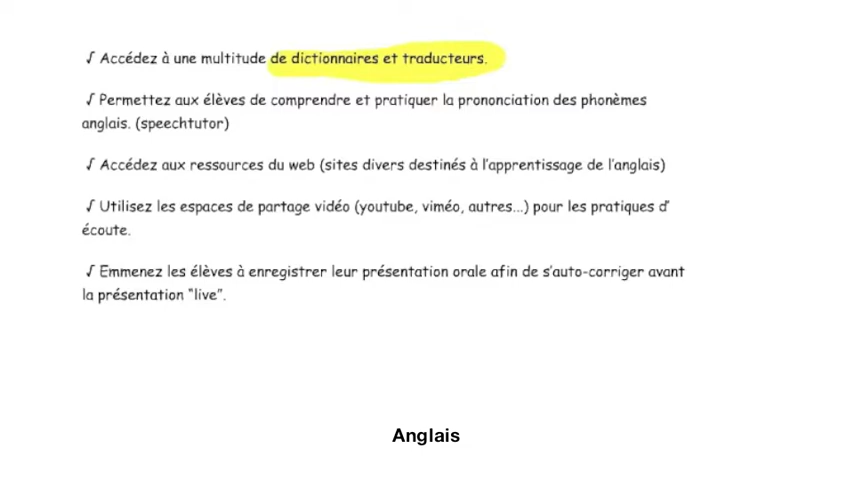 √ Accédez à une multitude de dictionnaires et traducteurs.
√ Permettez aux élèves de comprendre et pratiquer la prononciation des phonèmes
anglais. (speechtutor)
√ Accédez aux ressources du web (sites divers destinés à l'apprentissage de l'anglais)
√ Utilisez les espaces de partage vidéo (youtube, viméo, autres...) pour les pratiques d'
écoute.
√ Emmenez les élèves à enregistrer leur présentation orale afin de s'auto-corriger avant
la présentation "live".
Anglais